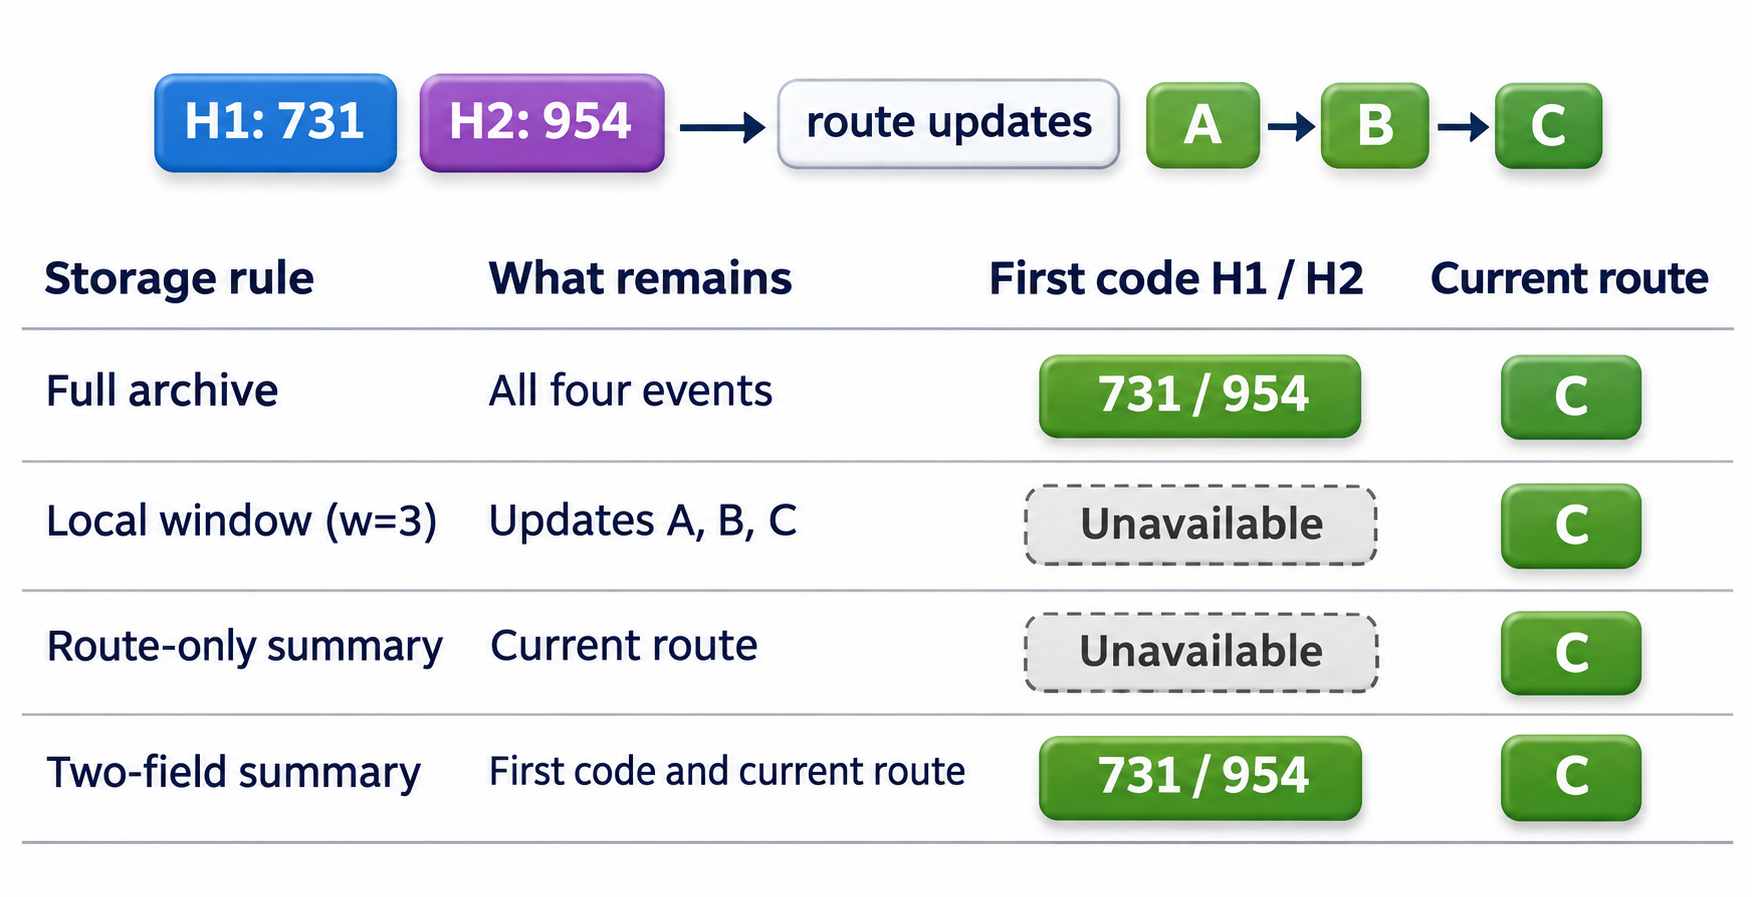 H1: 731 H2: 954 route updates A B C
Storage rule What remains First code H1 / H2 Current route
Full archive All four events 731 / 954 C
Local window (w=3) Updates A, B, C Unavailable C
Route-only summary Current route Unavailable C
Two-field summary First code and current route 731 / 954 C